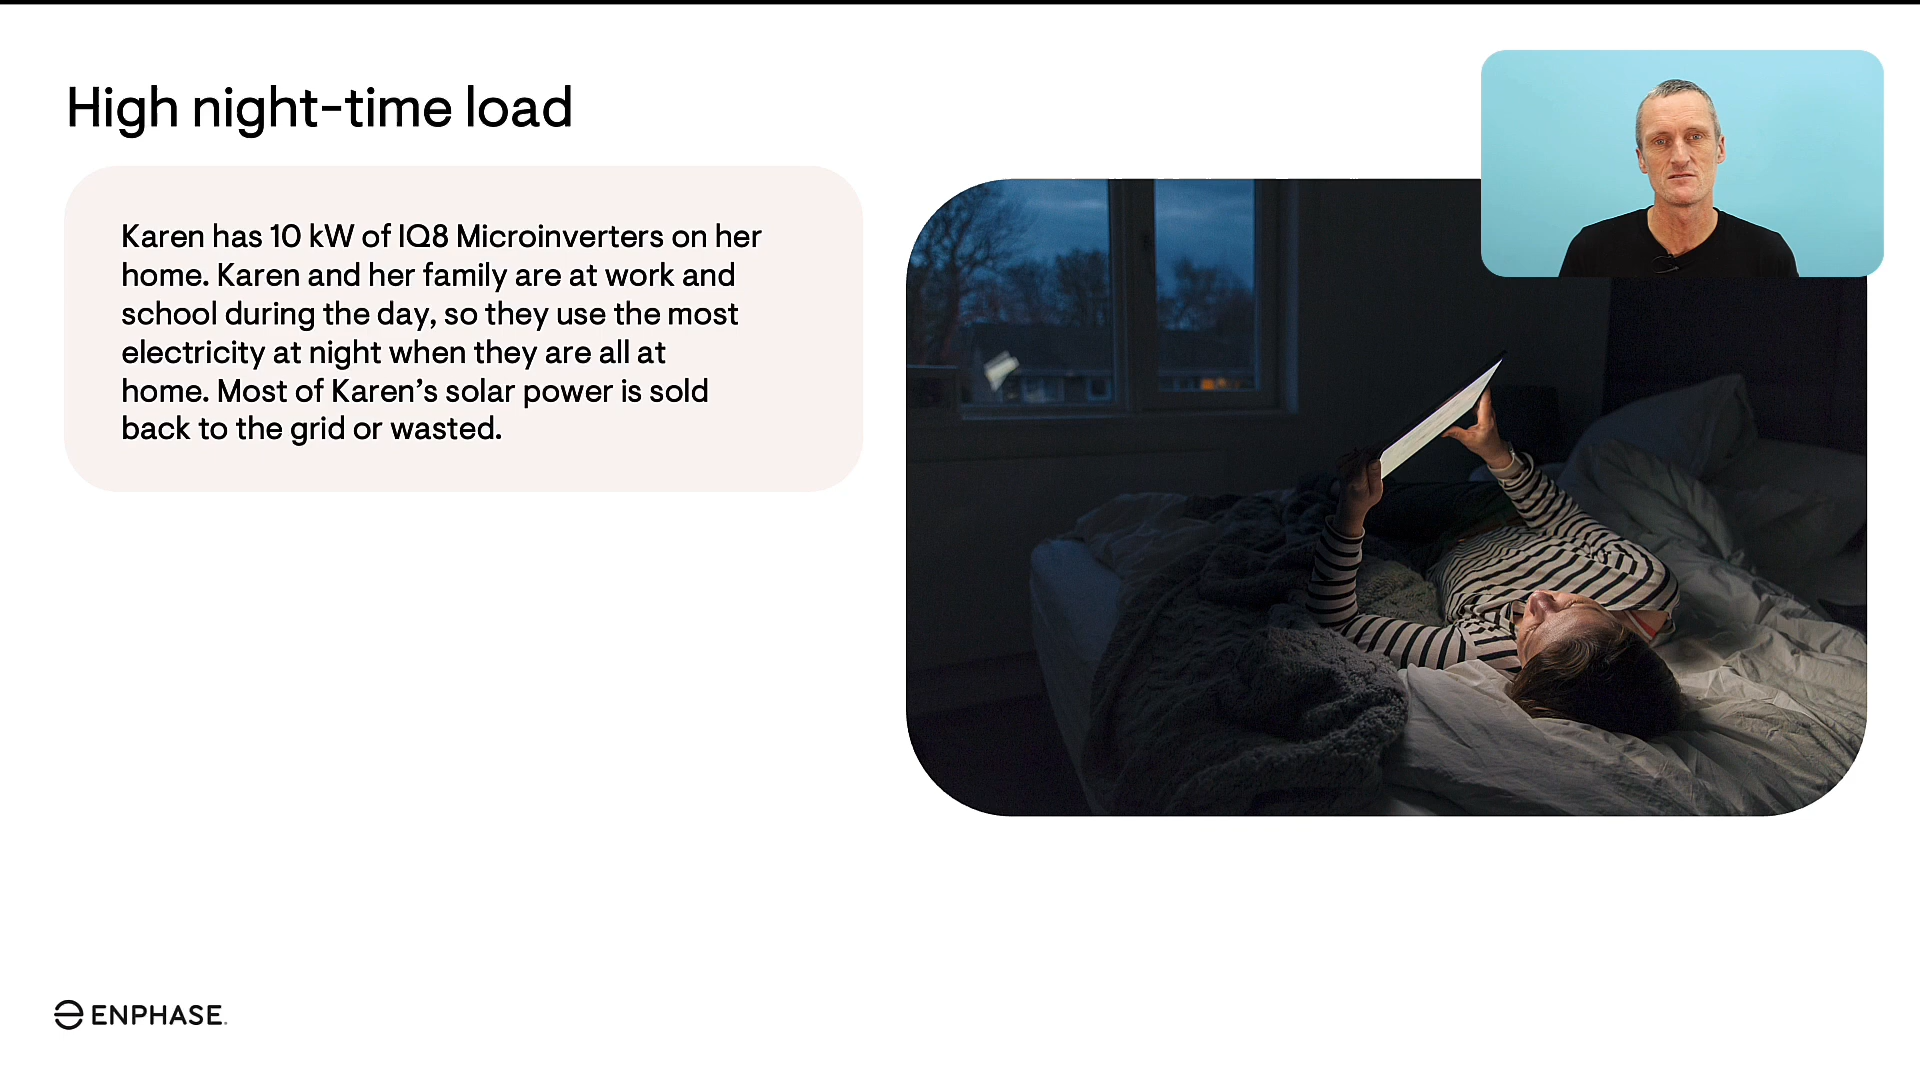 High night-time load
Karen has 10 kW of IQ8 Microinverters on her
home. Karen and her family are at work and
school during the day, so they use the most
electricity at night when they are all at
home. Most of Karen’s solar power is sold
back to the grid or wasted.
ENPHASE.